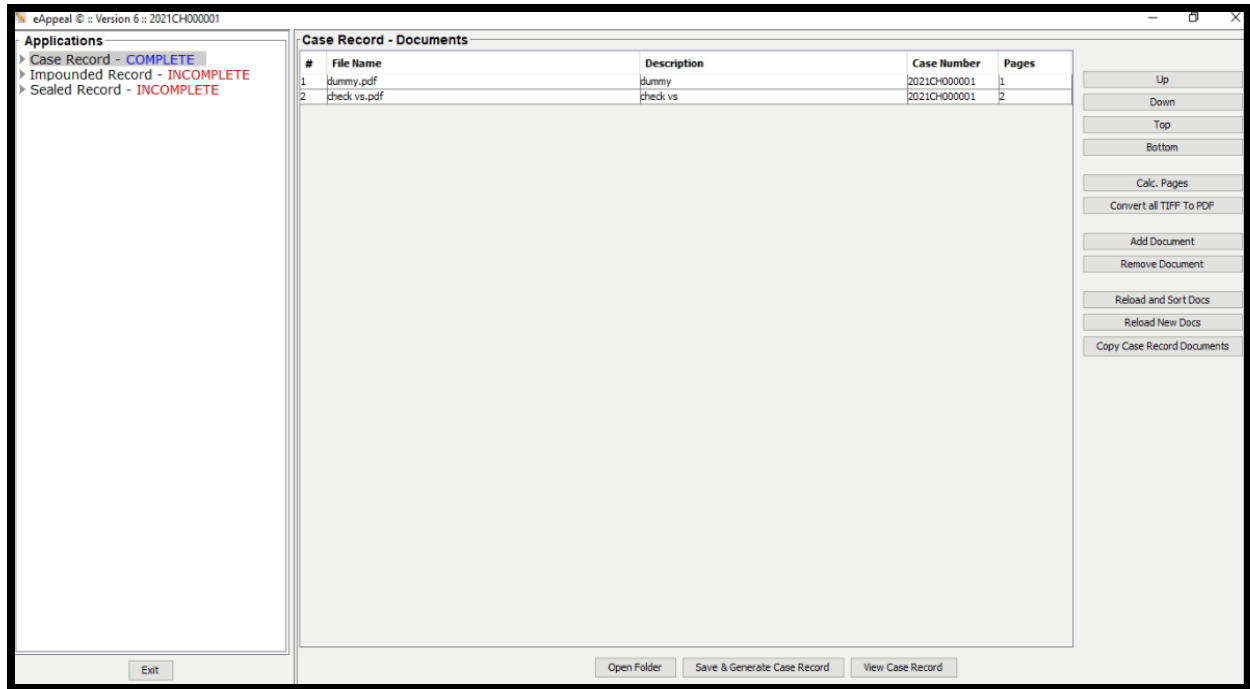 eAppeal © :: Version 6 :: 2021CH000001
Applications
Case Record - COMPLETE
Impounded Record - INCOMPLETE
Sealed Record - INCOMPLETE
Exit
Case Record - Documents
# File Name Description Case Number Pages
1 dummy.pdf dummy 2021CH000001 1
2 check vs.pdf check vs 2021CH000001 2
Up
Down
Top
Bottom
Calc. Pages
Convert all TIFF To PDF
Add Document
Remove Document
Reload and Sort Docs
Reload New Docs
Copy Case Record Documents
Open Folder Save & Generate Case Record View Case Record